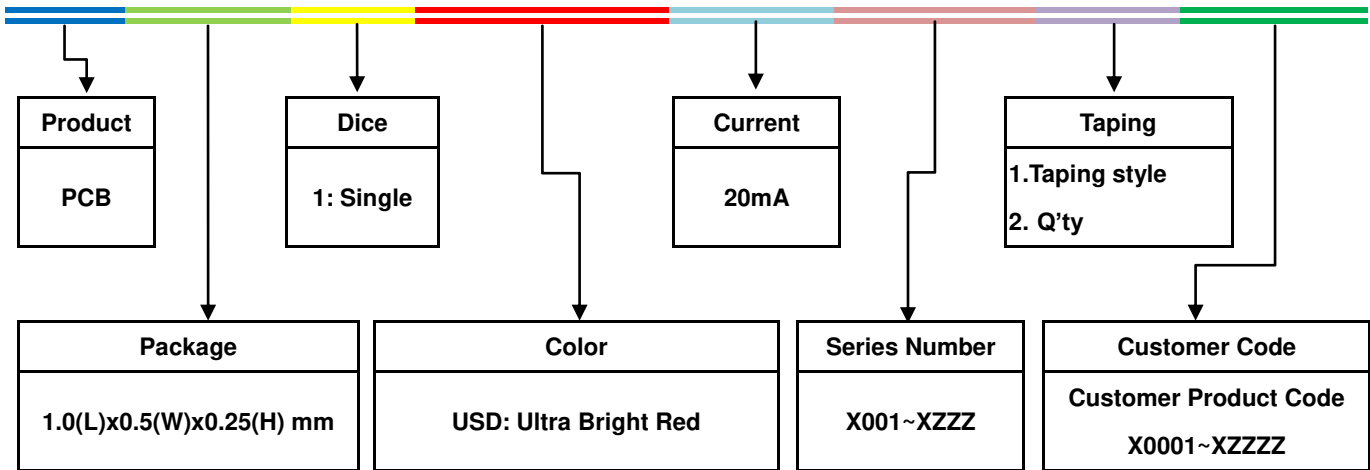 Product
PCB
Dice
1: Single
Current
20mA
Taping
1.Taping style
2. Q’ty
Package
1.0(L)x0.5(W)x0.25(H) mm
Color
USD: Ultra Bright Red
Series Number
X001~XZZZ
Customer Code
Customer Product Code
X0001~XZZZZ